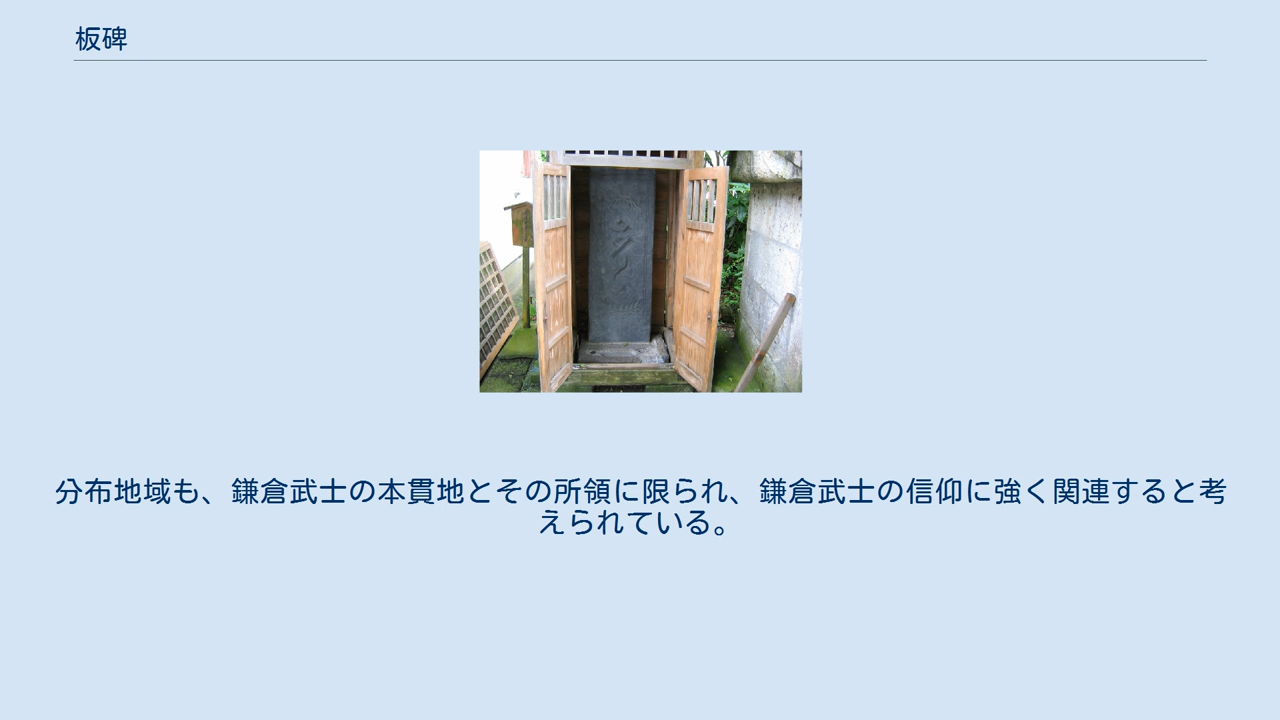 板碑
分布地域も、鎌倉武士の本貫地とその所領に限られ、鎌倉武士の信仰に強く関連すると考
えられている。